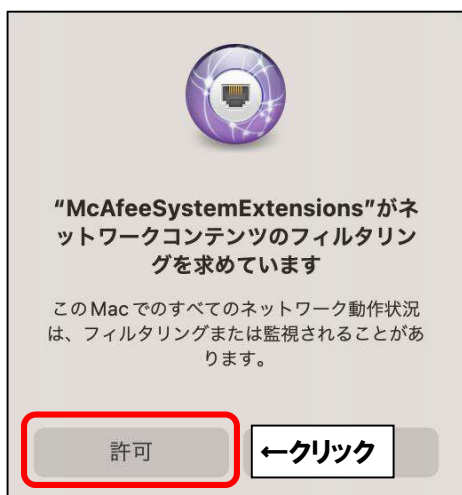 “McAfeeSystemExtensions”がネ
ットワークコンテンツのフィルタリン
グを求めています
このMacでのすべてのネットワーク動作状況
は、フィルタリングまたは監視されることがあ
ります。
許可
←クリック